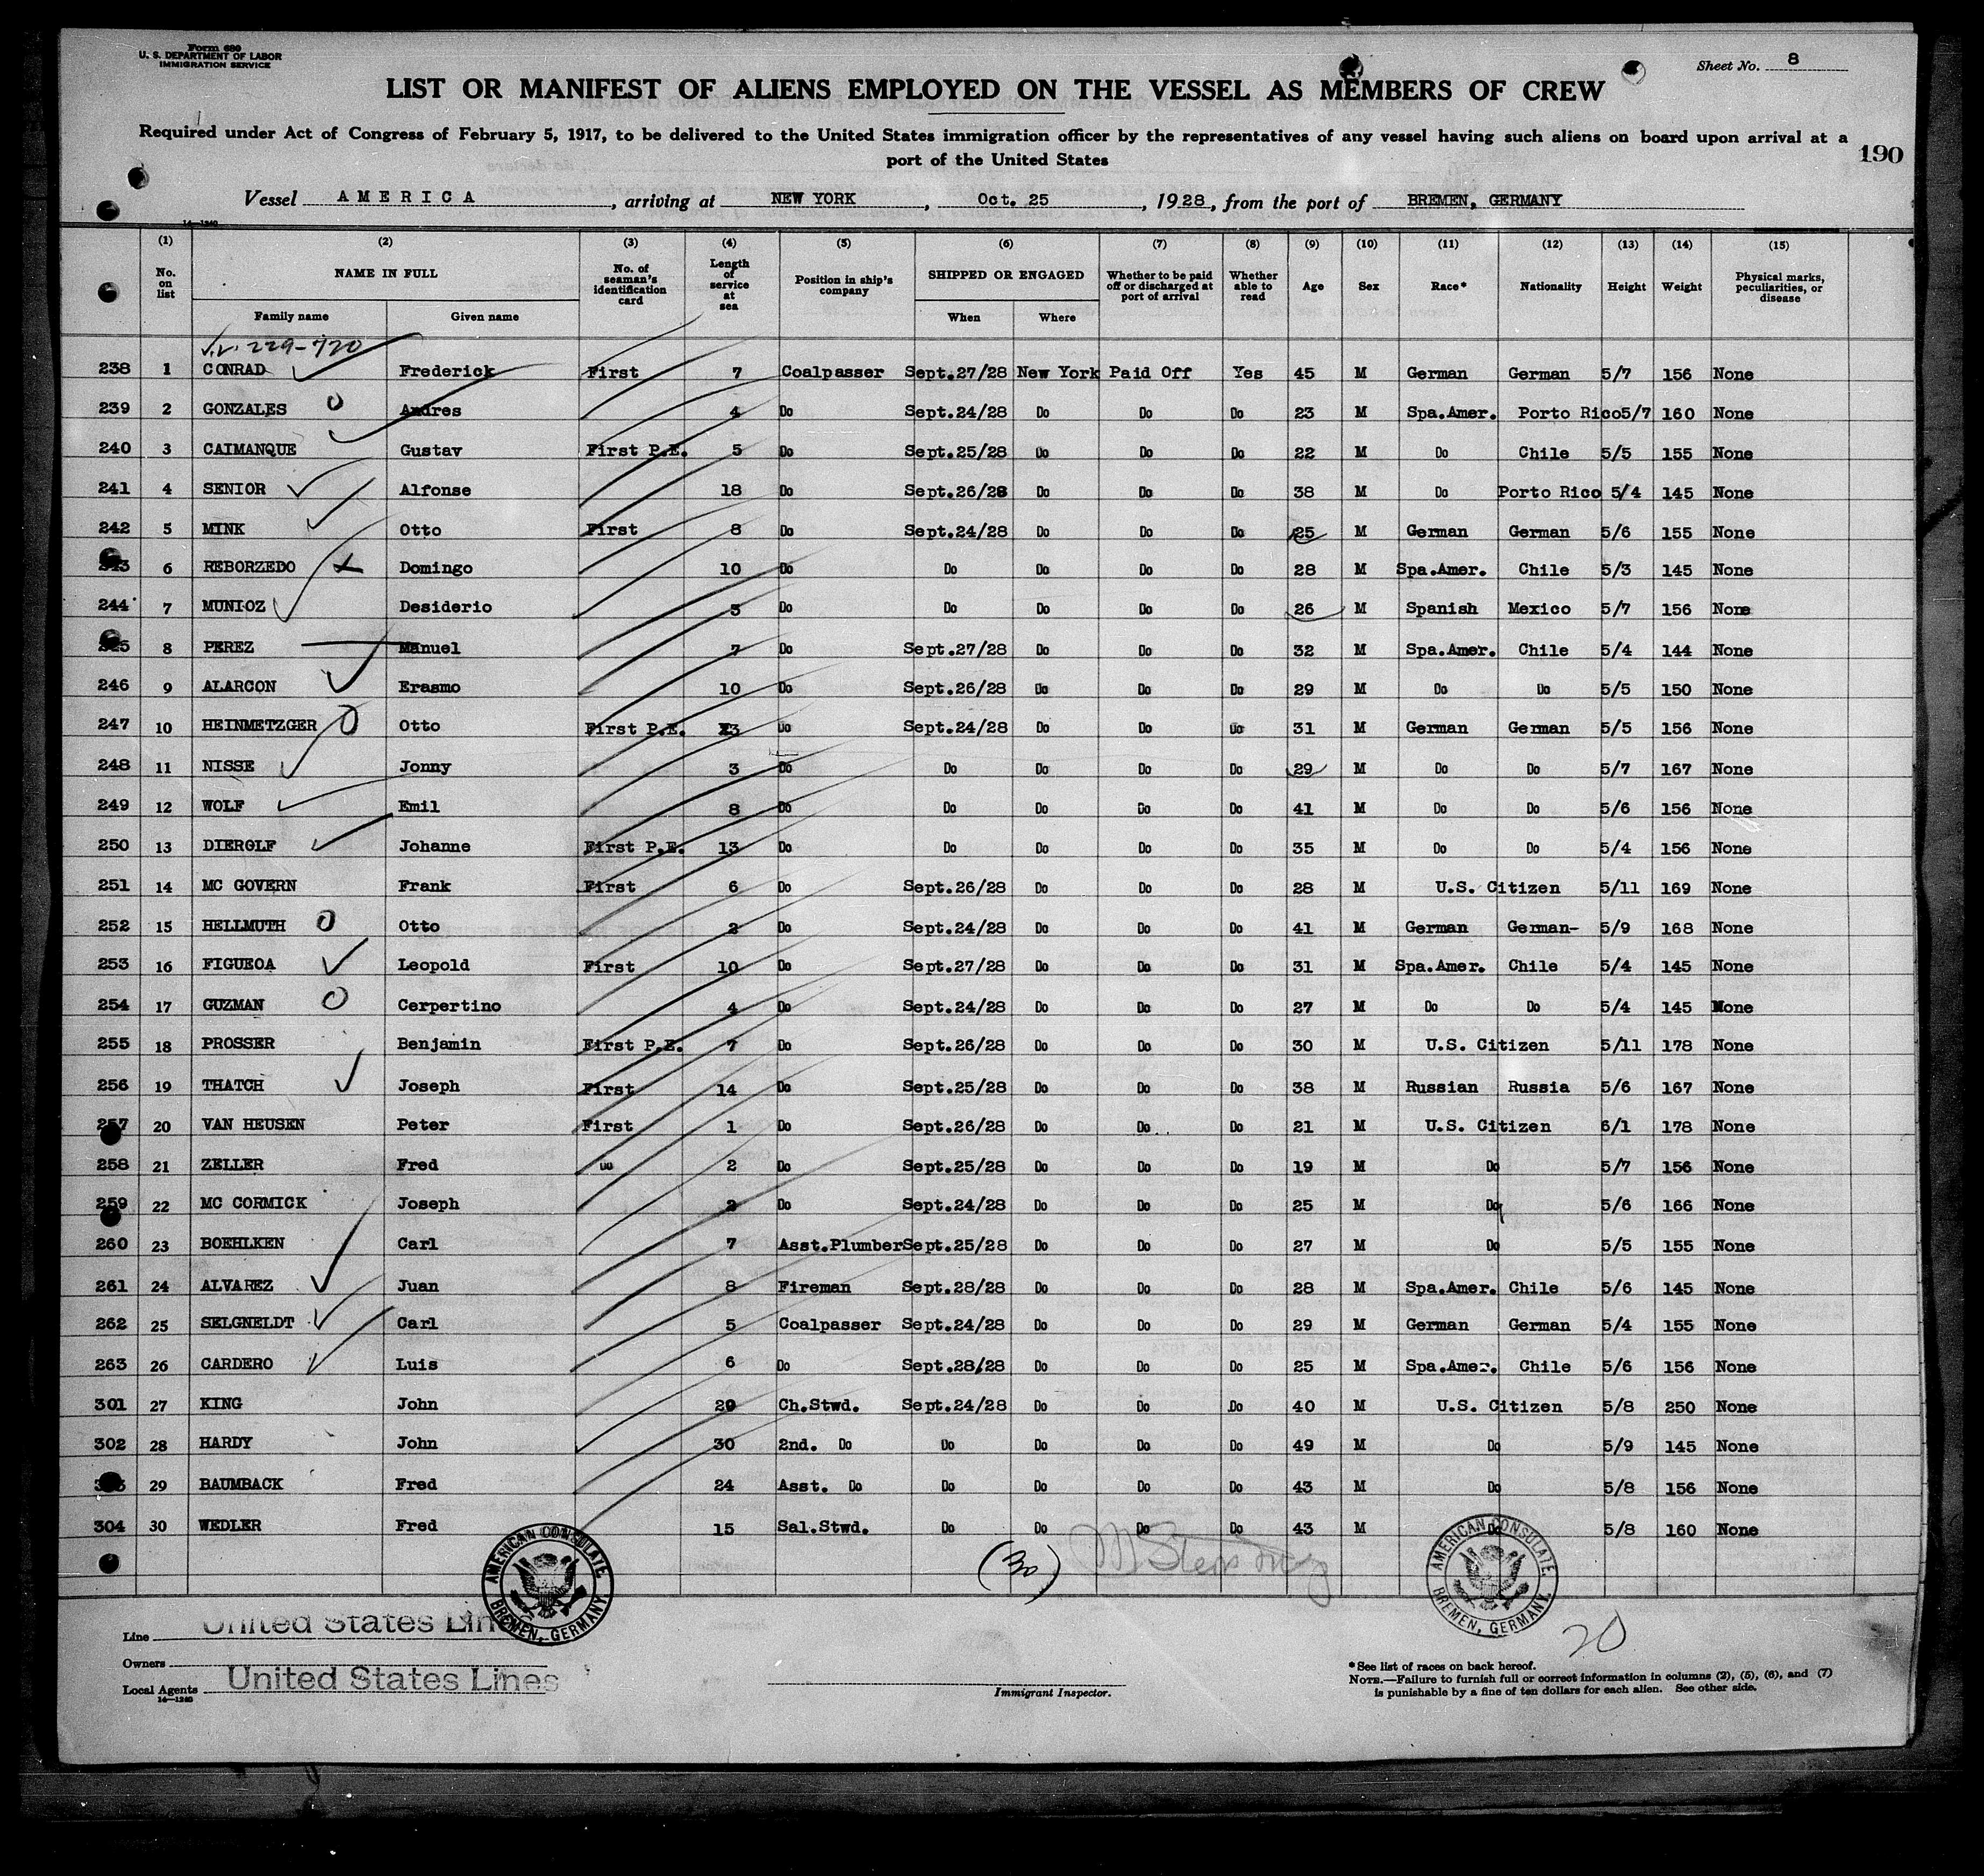 Form 680
U. S. DEPARTMENT OF LABOR
IMMIGRATION SERVICE
Sheet No. 8
LIST OR MANIFEST OF ALIENS EMPLOYED ON THE VESSEL AS MEMBERS OF CREW
Required under Act of Congress of February 5, 1917, to be delivered to the United States immigration officer by the representatives of any vessel having such aliens on board upon arrival at a
port of the United States
190
Vessel AMERICA, arriving at NEW YORK, Oct. 25, 1928, from the port of BREMEN, GERMANY
14-1240
(1) (2) (3) (4) (5) (6) (7) (8) (9) (10) (11) (12) (13) (14) (15)
No. on list NAME IN FULL No. of seaman's identification card Length of service at sea Position in ship's company SHIPPED OR ENGAGED Whether to be paid off or discharged at port of arrival Whether able to read Age Sex Race* Nationality Height Weight Physical marks, peculiarities, or disease
Family name Given name When Where
229-720
238 1 CONRAD Frederick First 7 Coalpasser Sept.27/28 New York Paid Off Yes 45 M German German 5/7 156 None
239 2 GONZALES O Andres 4 Do Sept.24/28 Do Do Do 23 M Spa.Amer. Porto Rico 5/7 160 None
240 3 CAIMANQUE Gustav First P.E. 5 Do Sept.25/28 Do Do Do 22 M Do Chile 5/5 155 None
241 4 SENIOR Alfonse 18 Do Sept.26/28 Do Do Do 38 M Do Porto Rico 5/4 145 None
242 5 MINK Otto First 8 Do Sept.24/28 Do Do Do 25 M German German 5/6 155 None
243 6 REBORZEDO x Domingo 10 Do Do Do Do Do 28 M Spa.Amer. Chile 5/3 145 None
244 7 MUNIOZ Desiderio 5 Do Do Do Do Do 26 M Spanish Mexico 5/7 156 None
245 8 PEREZ Manuel 7 Do Sept.27/28 Do Do Do 32 M Spa.Amer. Chile 5/4 144 None
246 9 ALARCON Erasmo 10 Do Sept.26/28 Do Do Do 29 M Do Do 5/5 150 None
247 10 HEINMETZGER O Otto First P.E. 13 Do Sept.24/28 Do Do Do 31 M German German 5/5 156 None
248 11 NISSE Jonny 3 Do Do Do Do Do 29 M Do Do 5/7 167 None
249 12 WOLF Emil 8 Do Do Do Do Do 41 M Do Do 5/6 156 None
250 13 DIEROLF Johanne First P.E. 13 Do Do Do Do Do 35 M Do Do 5/4 156 None
251 14 MC GOVERN Frank First 6 Do Sept.26/28 Do Do Do 28 M U.S. Citizen 5/11 169 None
252 15 HELLMUTH O Otto 2 Do Sept.24/28 Do Do Do 41 M German German- 5/9 168 None
253 16 FIGUEOA Leopold First 10 Do Sept.27/28 Do Do Do 31 M Spa.Amer. Chile 5/4 145 None
254 17 GUZMAN O Cerpertino 4 Do Sept.24/28 Do Do Do 27 M Do Do 5/4 145 None
255 18 PROSSER Benjamin First P.E. 7 Do Sept.26/28 Do Do Do 30 M U.S. Citizen 5/11 178 None
256 19 THATCH Joseph First 14 Do Sept.25/28 Do Do Do 38 M Russian Russia 5/6 167 None
257 20 VAN HEUSEN Peter First 1 Do Sept.26/28 Do Do Do 21 M U.S. Citizen 6/1 178 None
258 21 ZELLER Fred Do 2 Do Sept.25/28 Do Do Do 19 M Do 5/7 156 None
259 22 MC CORMICK Joseph 2 Do Sept.24/28 Do Do Do 25 M Do 5/6 166 None
260 23 BOEHLKEN Carl 7 Asst.Plumber Sept.25/28 Do Do Do 27 M Do 5/5 155 None
261 24 ALVAREZ Juan 8 Fireman Sept.28/28 Do Do Do 28 M Spa.Amer. Chile 5/6 145 None
262 25 SELGNELDT Carl 5 Coalpasser Sept.24/28 Do Do Do 29 M German German 5/4 155 None
263 26 CARDERO Luis 6 Do Sept.28/28 Do Do Do 25 M Spa.Amer. Chile 5/6 156 None
301 27 KING John 29 Ch.Stwd. Sept.24/28 Do Do Do 40 M U.S. Citizen 5/8 250 None
302 28 HARDY John 30 2nd. Do Do Do Do Do 49 M Do 5/9 145 None
303 29 BAUMBACK Fred 24 Asst. Do Do Do Do Do 43 M Do 5/8 156 None
304 30 WEDLER Fred 15 Sal.Stwd. Do Do Do Do 43 M Do 5/8 160 None
(30)
AMERICAN CONSULATE. BREMEN, GERMANY.
AMERICAN CONSULATE. BREMEN, GERMANY.
20
Line United States Lines
Owners
Local Agents United States Lines
14-1240
Immigrant Inspector.
*See list of races on back hereof.
NOTE.—Failure to furnish full or correct information in columns (2), (5), (6), and (7)
is punishable by a fine of ten dollars for each alien. See other side.